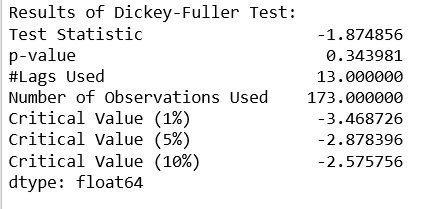 Results of Dickey-Fuller Test:
Test Statistic -1.874856
p-value 0.343981
#Lags Used 13.000000
Number of Observations Used 173.000000
Critical Value (1%) -3.468726
Critical Value (5%) -2.878396
Critical Value (10%) -2.575756
dtype: float64